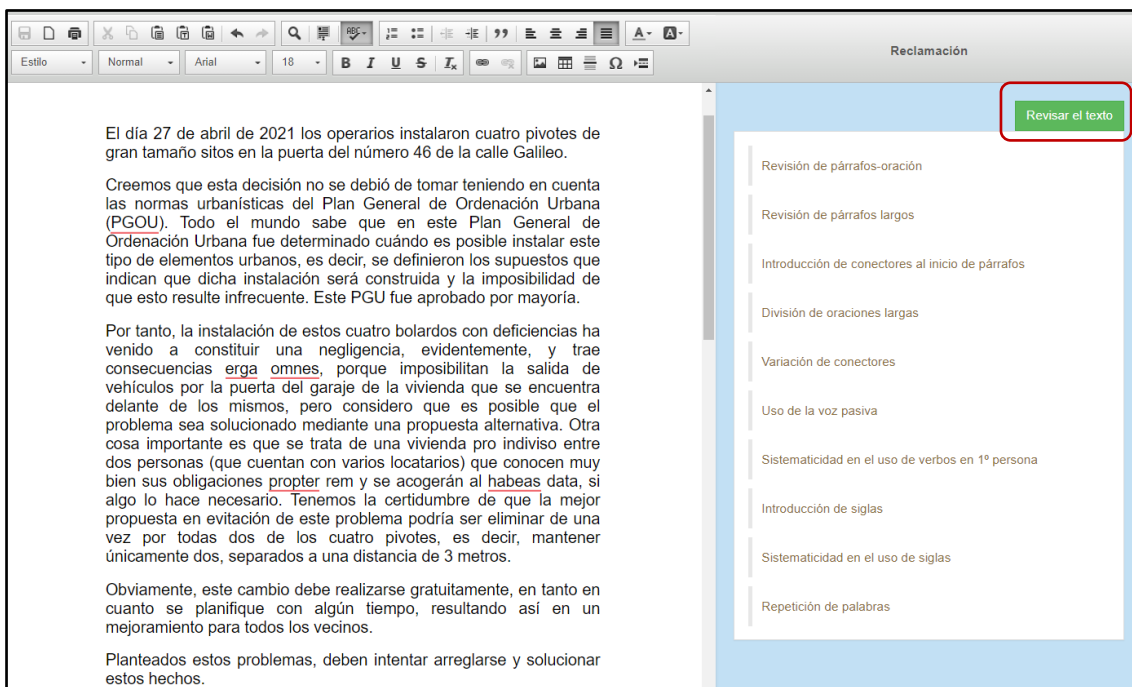 ABC
Estilo
Normal
Arial
18
B I U S Ix
A
A
Ω
Reclamación
Revisar el texto
El día 27 de abril de 2021 los operarios instalaron cuatro pivotes de
gran tamaño sitos en la puerta del número 46 de la calle Galileo.
Creemos que esta decisión no se debió de tomar teniendo en cuenta
las normas urbanísticas del Plan General de Ordenación Urbana
(PGOU). Todo el mundo sabe que en este Plan General de
Ordenación Urbana fue determinado cuándo es posible instalar este
tipo de elementos urbanos, es decir, se definieron los supuestos que
indican que dicha instalación será construida y la imposibilidad de
que esto resulte infrecuente. Este PGU fue aprobado por mayoría.
Por tanto, la instalación de estos cuatro bolardos con deficiencias ha
venido a constituir una negligencia, evidentemente, y trae
consecuencias erga omnes, porque imposibilitan la salida de
vehículos por la puerta del garaje de la vivienda que se encuentra
delante de los mismos, pero considero que es posible que el
problema sea solucionado mediante una propuesta alternativa. Otra
cosa importante es que se trata de una vivienda pro indiviso entre
dos personas (que cuentan con varios locatarios) que conocen muy
bien sus obligaciones propter rem y se acogerán al habeas data, si
algo lo hace necesario. Tenemos la certidumbre de que la mejor
propuesta en evitación de este problema podría ser eliminar de una
vez por todas dos de los cuatro pivotes, es decir, mantener
únicamente dos, separados a una distancia de 3 metros.
Obviamente, este cambio debe realizarse gratuitamente, en tanto en
cuanto se planifique con algún tiempo, resultando así en un
mejoramiento para todos los vecinos.
Planteados estos problemas, deben intentar arreglarse y solucionar
estos hechos.
Revisión de párrafos-oración
Revisión de párrafos largos
Introducción de conectores al inicio de párrafos
División de oraciones largas
Variación de conectores
Uso de la voz pasiva
Sistematicidad en el uso de verbos en 1º persona
Introducción de siglas
Sistematicidad en el uso de siglas
Repetición de palabras